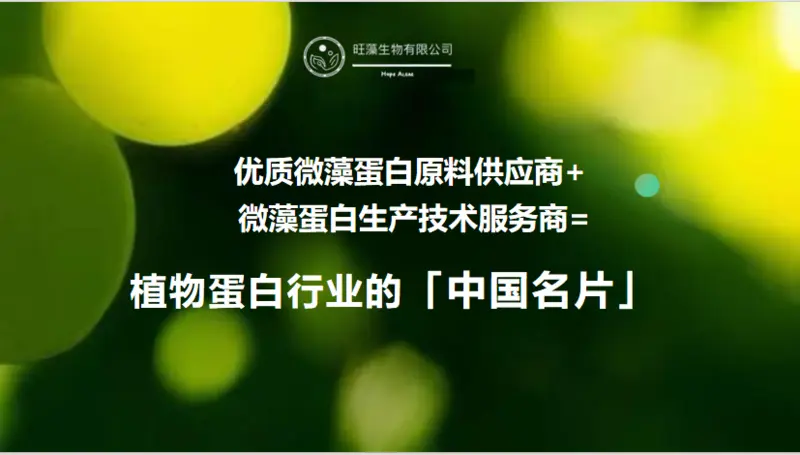 旺藻生物有限公司
Hope Algae
优质微藻蛋白原料供应商+
微藻蛋白生产技术服务商=
植物蛋白行业的「中国名片」